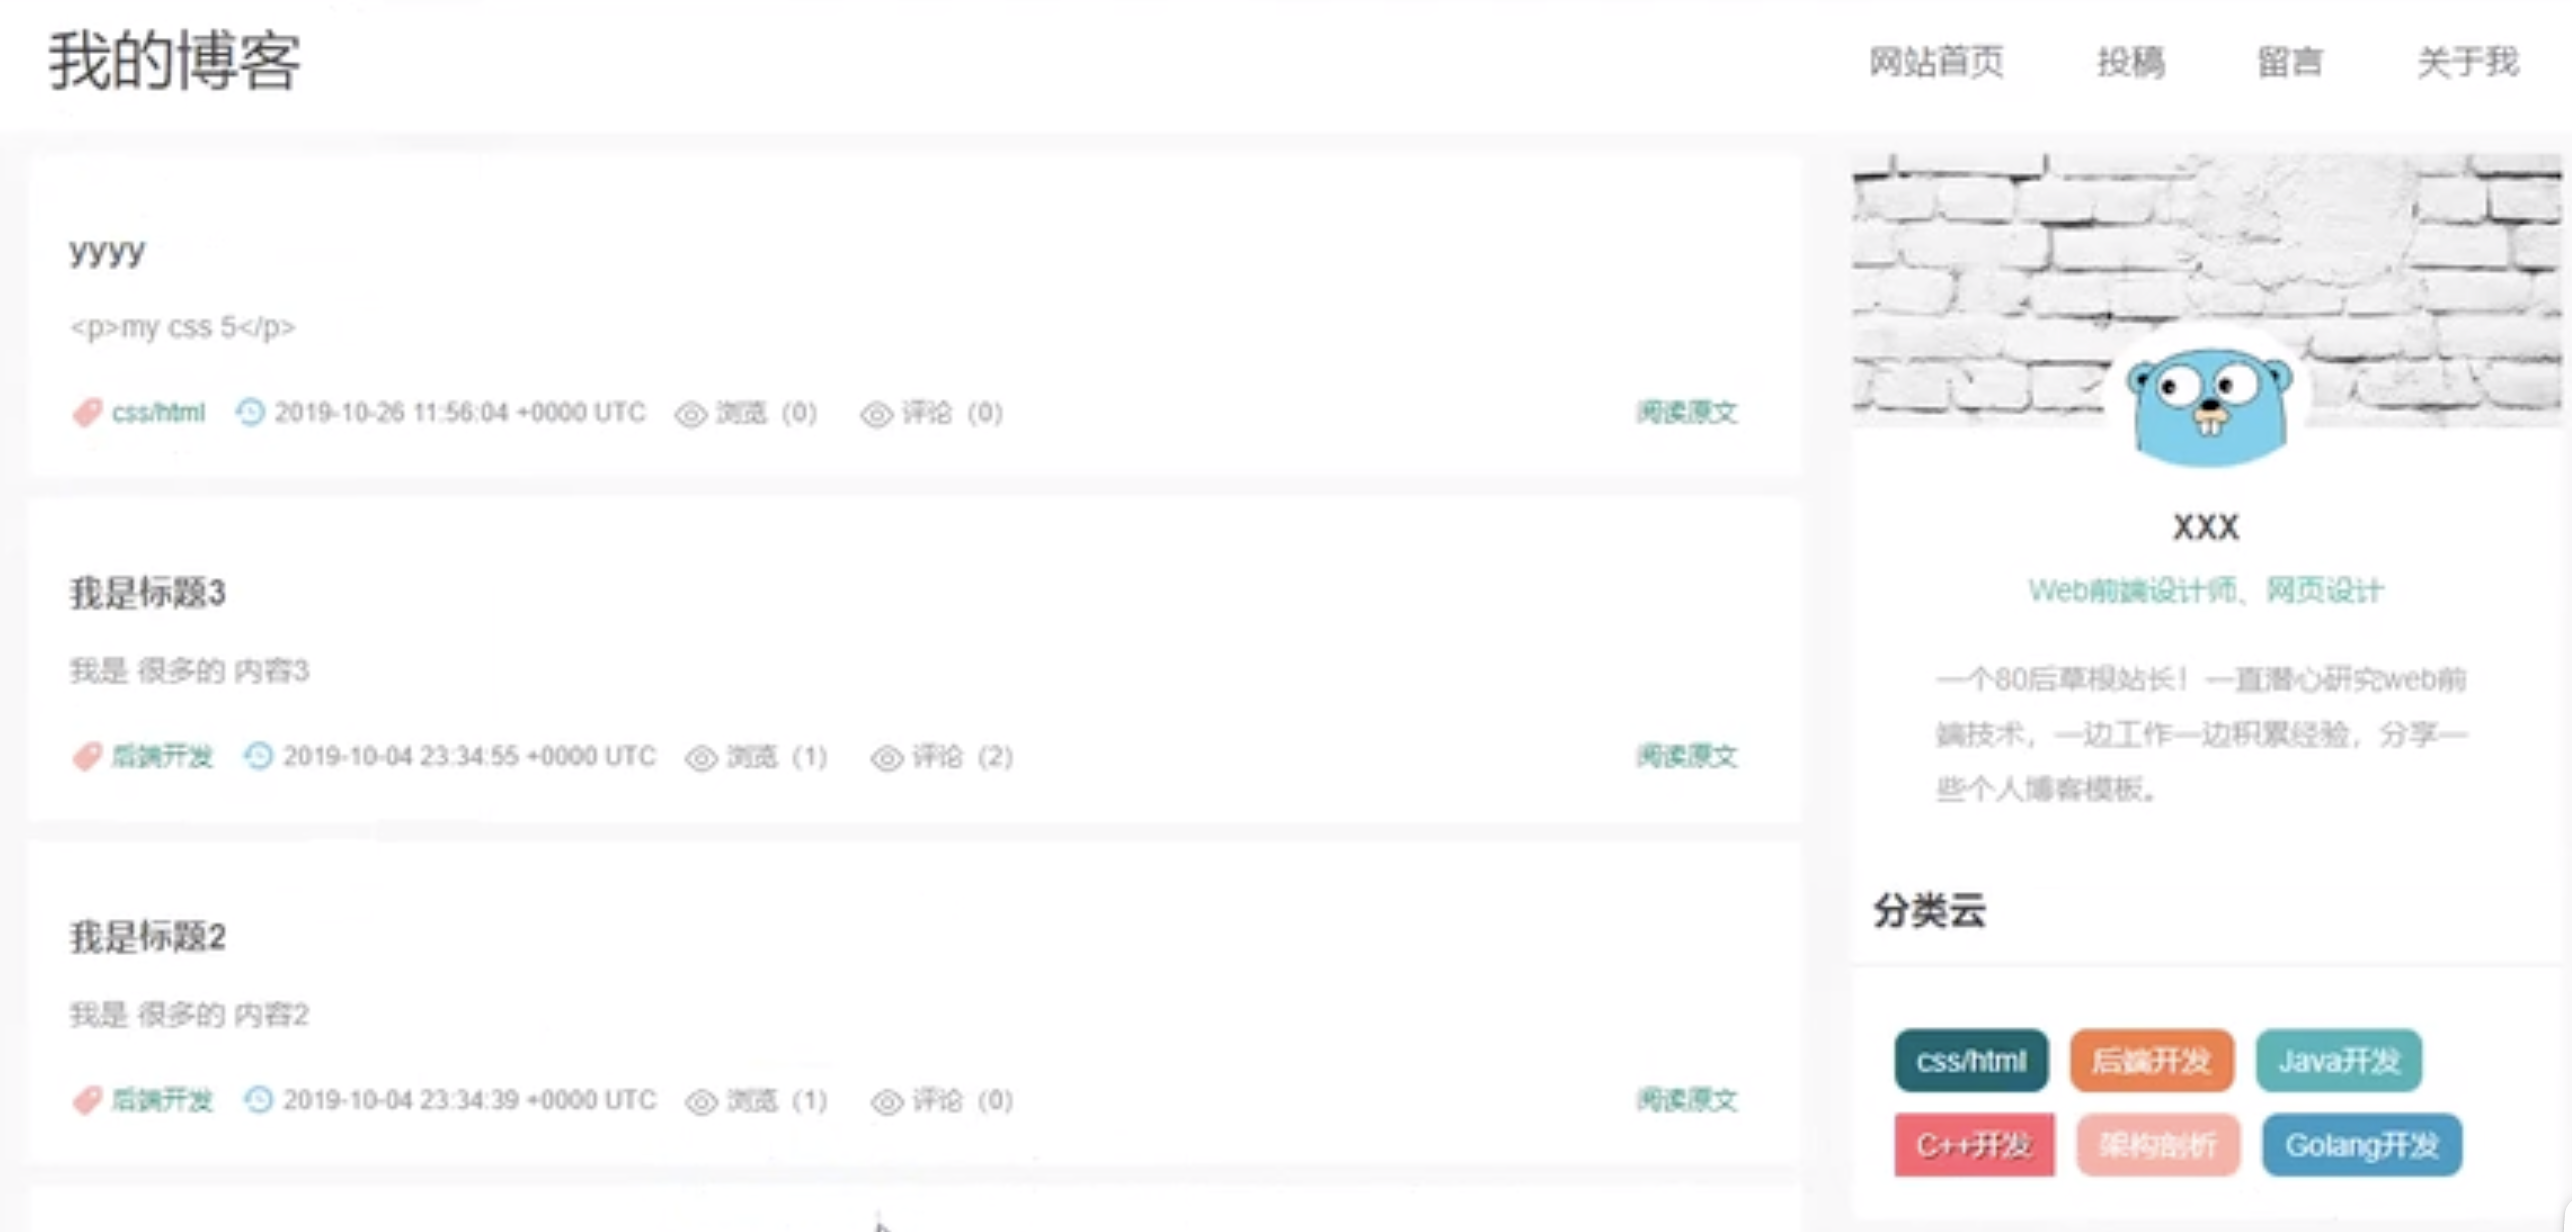 我的博客
网站首页 投稿 留言 关于我
yyyy
<p>my css 5</p>
css/html 2019-10-26 11:56:04 +0000 UTC 浏览 (0) 评论 (0) 阅读原文
我是标题3
我是 很多的 内容3
后端开发 2019-10-04 23:34:55 +0000 UTC 浏览 (1) 评论 (2) 阅读原文
我是标题2
我是 很多的 内容2
后端开发 2019-10-04 23:34:39 +0000 UTC 浏览 (1) 评论 (0) 阅读原文
XXX
Web前端设计师、网页设计
一个80后草根站长！一直潜心研究web前
端技术，一边工作一边积累经验，分享一
些个人博客模板。
分类云
css/html 后端开发 Java开发
C++开发 架构剖析 Golang开发